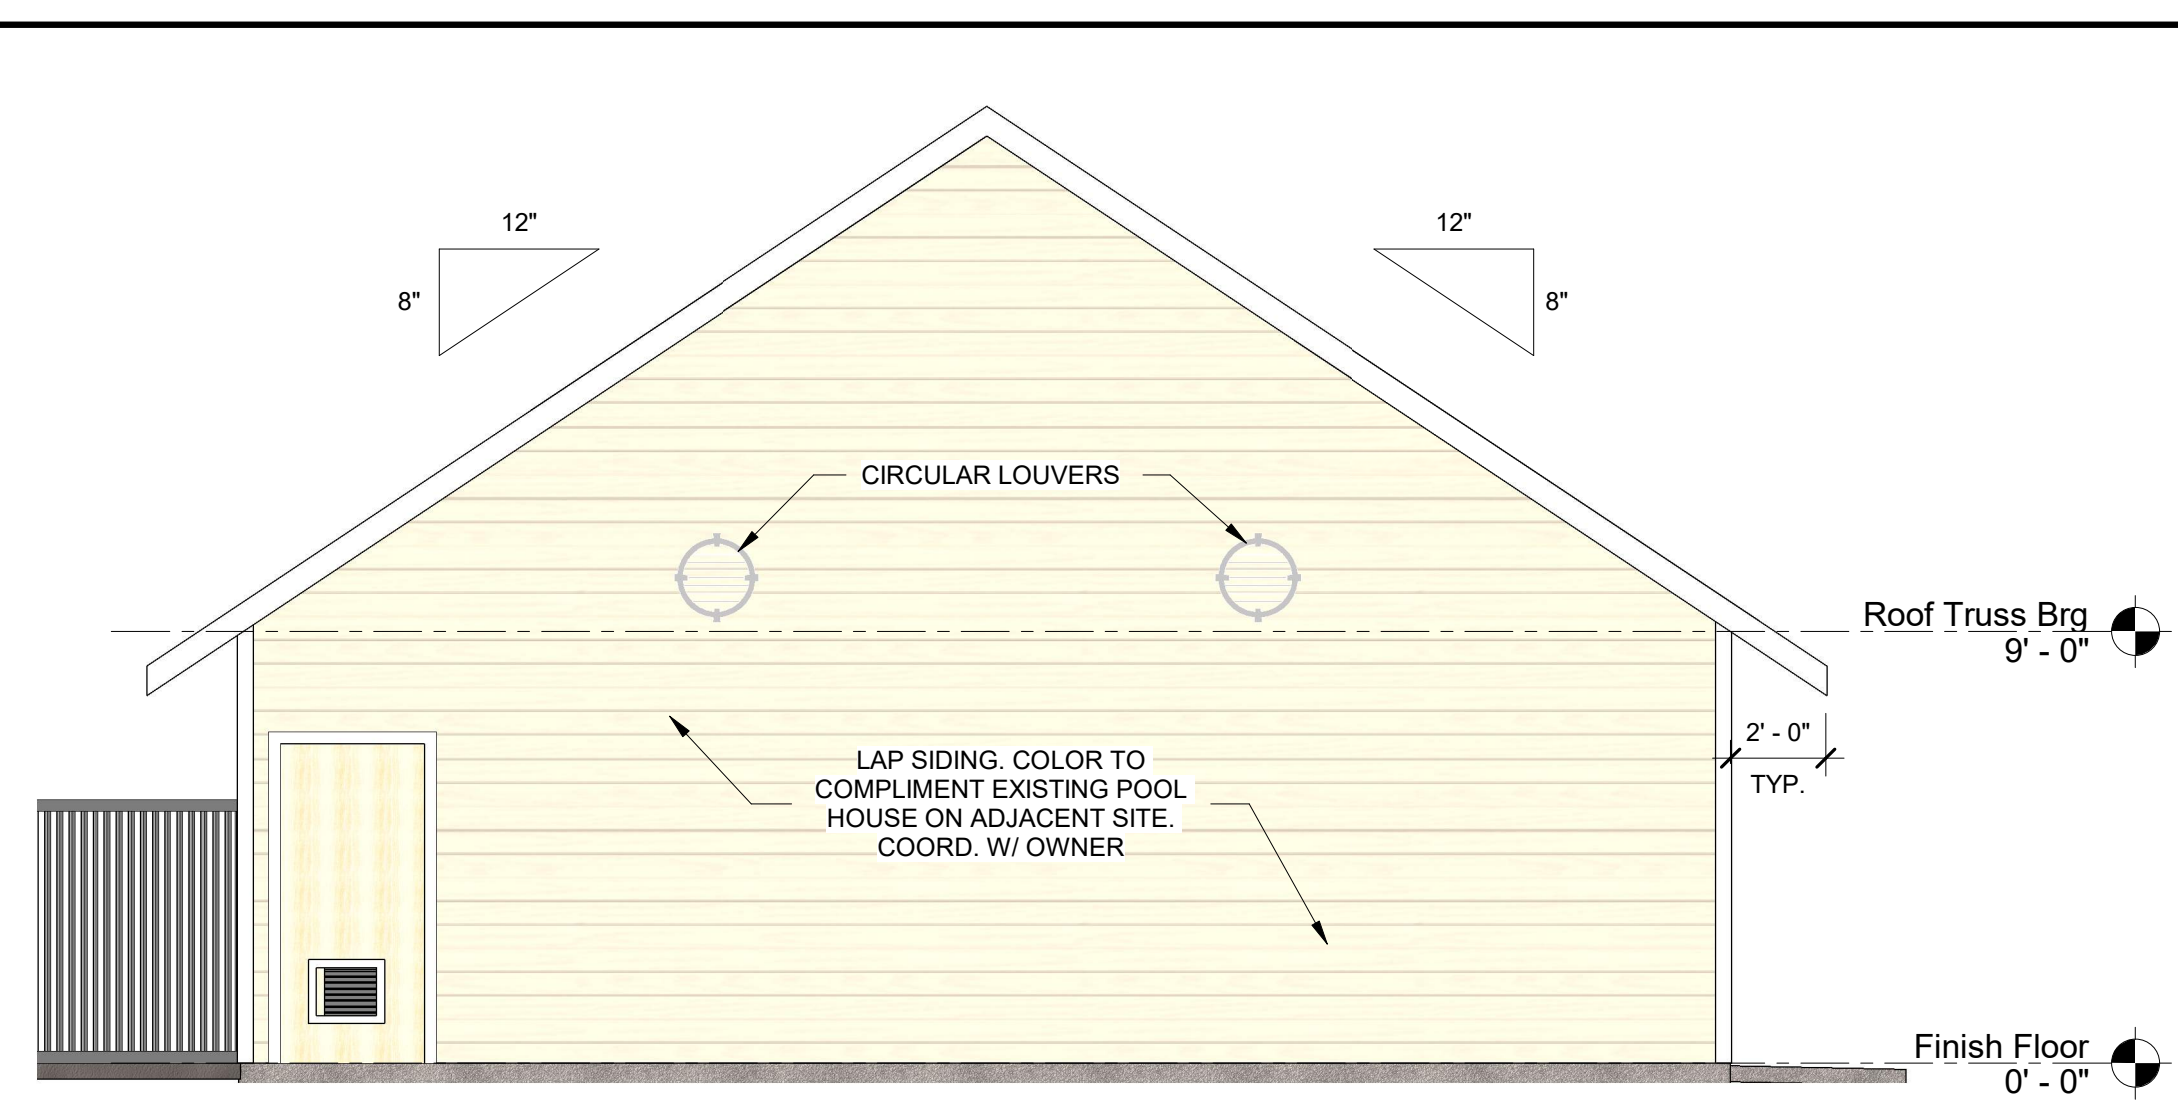 12"
12"
8"
8"
CIRCULAR LOUVERS
Roof Truss Brg
9' - 0"
2' - 0"
TYP.
LAP SIDING. COLOR TO
COMPLIMENT EXISTING POOL
HOUSE ON ADJACENT SITE.
COORD. W/ OWNER
Finish Floor
0' - 0"